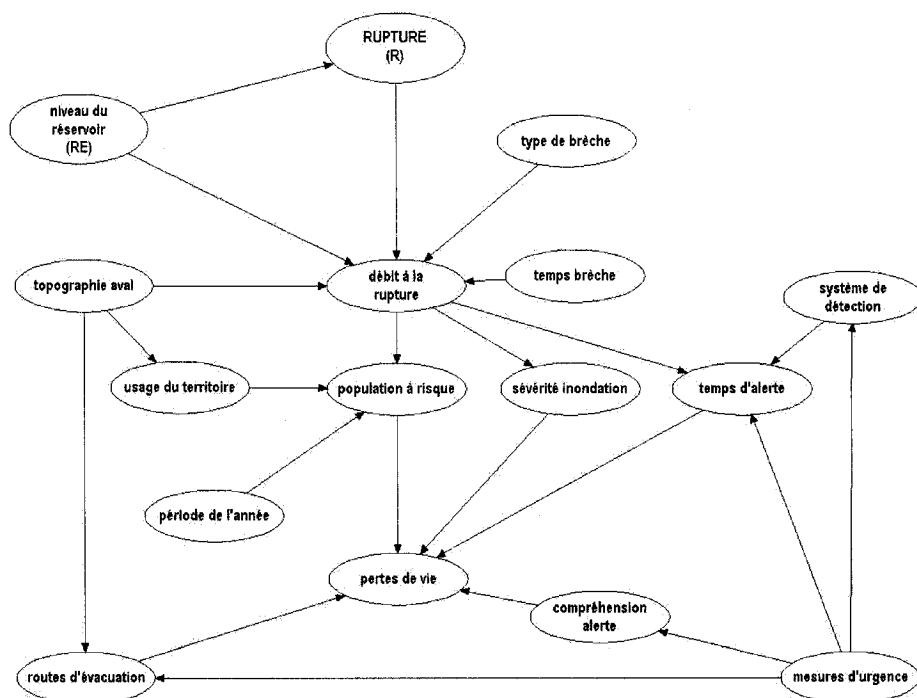 RUPTURE
(R)
niveau du
réservoir
(RE)
type de brèche
topographie aval
débit à la
rupture
temps brèche
système de
détection
usage du territoire
population à risque
sévérité inondation
temps d'alerte
période de l'année
pertes de vie
compréhension
alerte
routes d'évacuation
mesures d'urgence